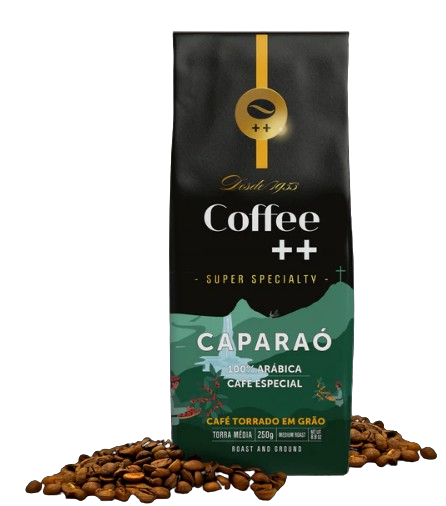 ++
Desde 1953
Coffee
++
- SUPER SPECIALTY -
CAPARAÓ
100% ARÁBICA
CAFÉ ESPECIAL
CAFÉ TORRADO EM GRÃO
TORRA MÉDIA 250g MEDIUM ROAST
ROAST AND GROUND